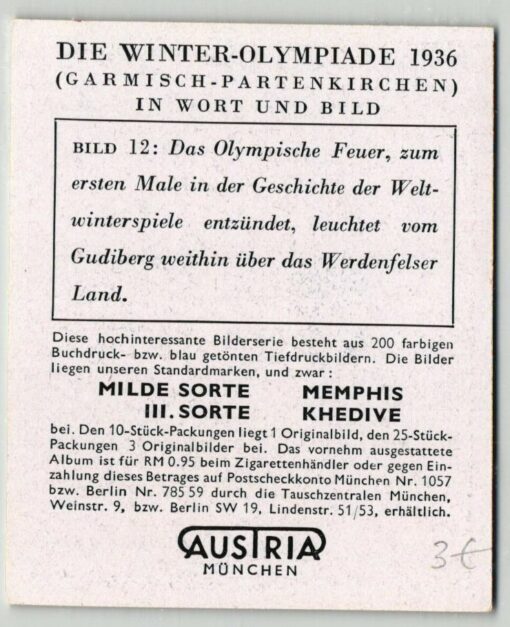 DIE WINTER-OLYMPIADE 1936
(GARMISCH-PARTENKIRCHEN)
IN WORT UND BILD
BILD 12: Das Olympische Feuer, zum
ersten Male in der Geschichte der Welt-
winterspiele entzündet, leuchtet vom
Gudiberg weithin über das Werdenfelser
Land.
Diese hochinteressante Bilderserie besteht aus 200 farbigen
Buchdruck- bzw. blau getönten Tiefdruckbildern. Die Bilder
liegen unseren Standardmarken, und zwar:
MILDE SORTE MEMPHIS
III. SORTE KHEDIVE
bei. Den 10-Stück-Packungen liegt 1 Originalbild, den 25-Stück-
Packungen 3 Originalbilder bei. Das vornehm ausgestattete
Album ist für RM 0.95 beim Zigarettenhändler oder gegen Ein-
zahlung dieses Betrages auf Postscheckkonto München Nr. 1057
bzw. Berlin Nr. 785 59 durch die Tauschzentralen München,
Weinstr. 9, bzw. Berlin SW 19, Lindenstr. 51/53, erhältlich.
AUSTRIA
MÜNCHEN
3€